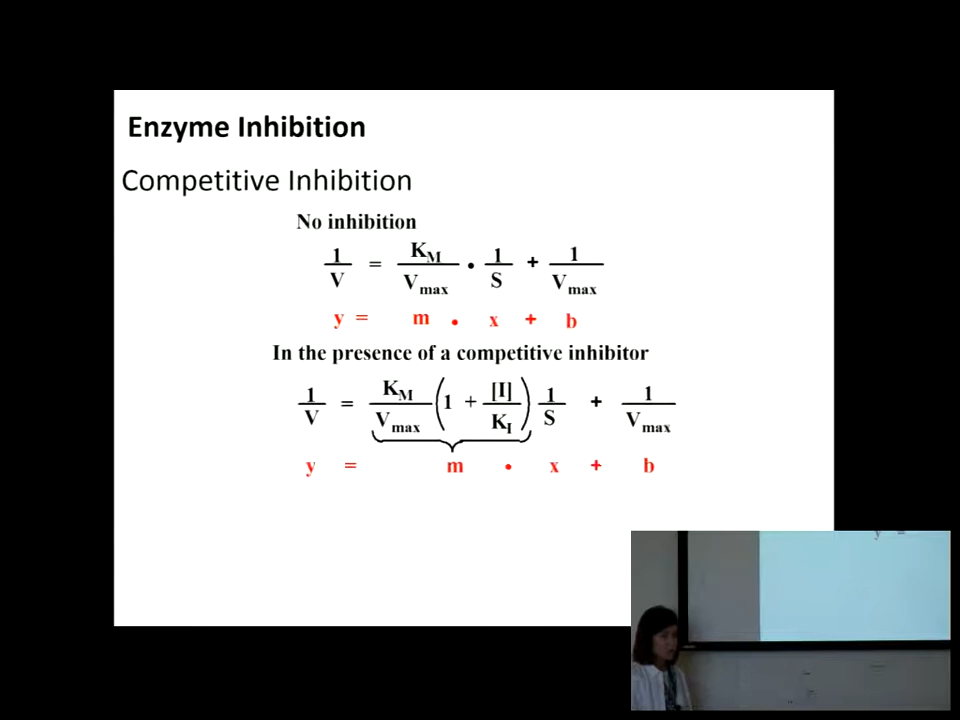 Enzyme Inhibition
Competitive Inhibition
No inhibition
1/V = K_M/V_max • 1/S + 1/V_max
y = m • x + b
In the presence of a competitive inhibitor
1/V = K_M/V_max (1 + [I]/K_I) 1/S + 1/V_max
y = m • x + b
y =